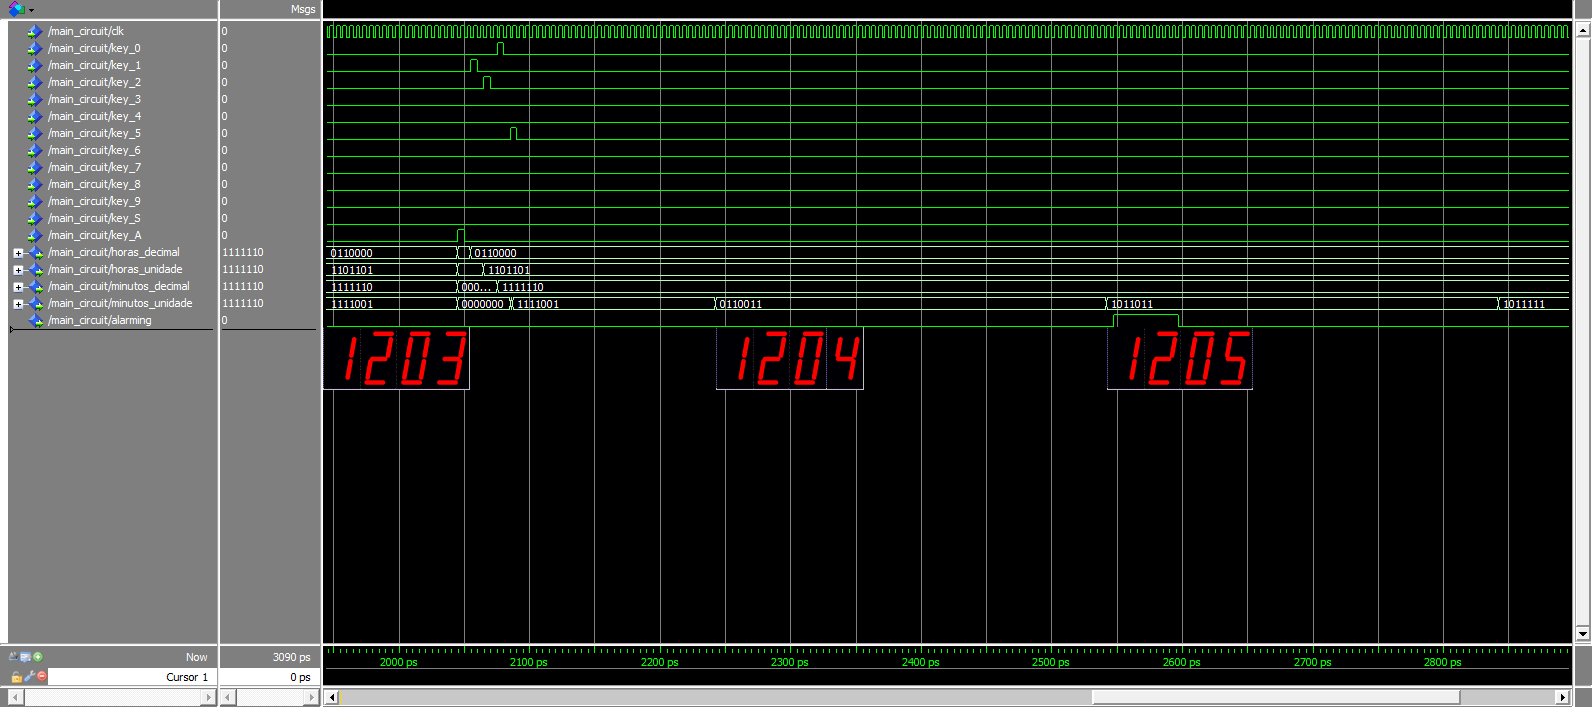 Msgs
/main_circuit/clk 0
/main_circuit/key_0 0
/main_circuit/key_1 0
/main_circuit/key_2 0
/main_circuit/key_3 0
/main_circuit/key_4 0
/main_circuit/key_5 0
/main_circuit/key_6 0
/main_circuit/key_7 0
/main_circuit/key_8 0
/main_circuit/key_9 0
/main_circuit/key_S 0
/main_circuit/key_A 0
/main_circuit/horas_decimal 1111110 0110000 0110000
/main_circuit/horas_unidade 1111110 1101101 1101101
/main_circuit/minutos_decimal 1111110 1111110 000... 1111110
/main_circuit/minutos_unidade 1111110 1111001 0000000 1111001 0110011 1011011 1011111
/main_circuit/alarming 0
1203 1204 1205
Now 3090 ps
2000 ps 2100 ps 2200 ps 2300 ps 2400 ps 2500 ps 2600 ps 2700 ps 2800 ps
Cursor 1 0 ps